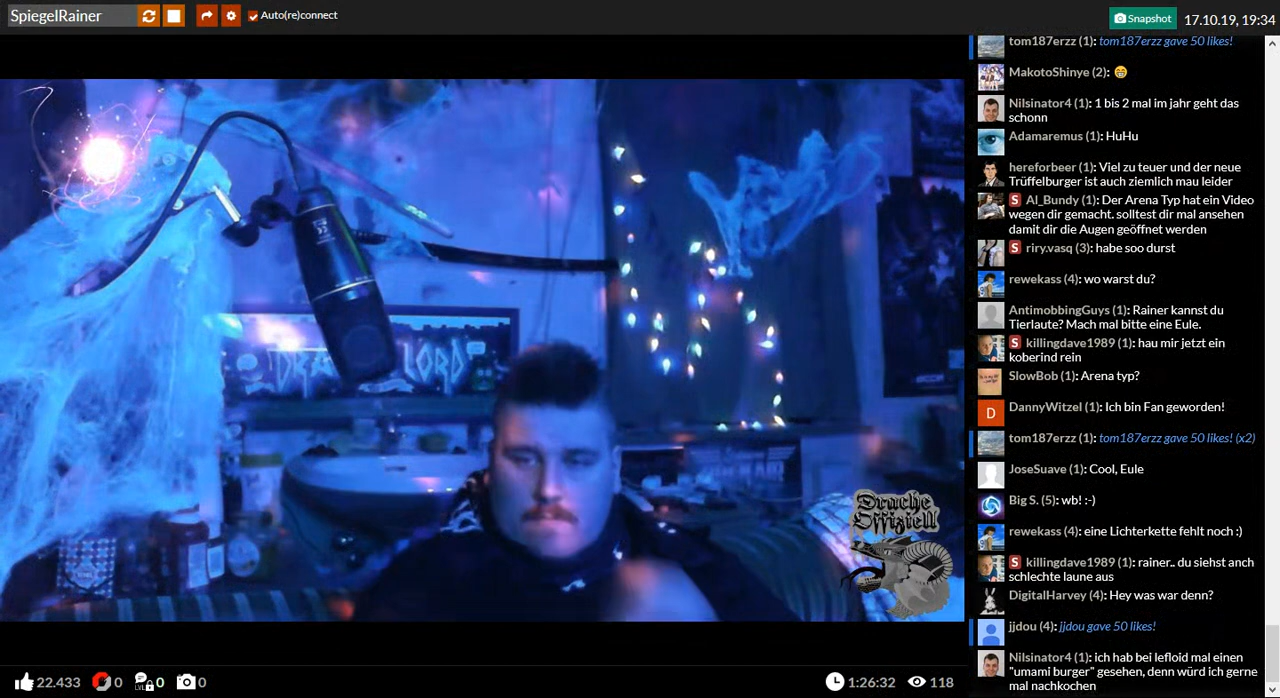 SpiegelRainer
Auto(re)connect
Snapshot
17.10.19, 19:34
tom187erzz (1): tom187erzz gave 50 likes!
MakotoShinye (2): 😁
Nilsinator4 (1): 1 bis 2 mal im jahr geht das
schonn
Adamaremus (1): HuHu
hereforbeer (1): Viel zu teuer und der neue
Trüffelburger ist auch ziemlich mau leider
S Al_Bundy (1): Der Arena Typ hat ein Video
wegen dir gemacht. solltest dir mal ansehen
damit dir die Augen geöffnet werden
S riry.vasq (3): habe soo durst
rewekass (4): wo warst du?
AntimobbingGuys (1): Rainer kannst du
Tierlaute? Mach mal bitte eine Eule.
S killingdave1989 (1): hau mir jetzt ein
koberind rein
SlowBob (1): Arena typ?
D
DannyWitzel (1): Ich bin Fan geworden!
tom187erzz (1): tom187erzz gave 50 likes! (x2)
JoseSuave (1): Cool, Eule
Big S. (5): wb! :-)
rewekass (4): eine Lichterkette fehlt noch :)
S killingdave1989 (1): rainer.. du siehst anch
schlechte laune aus
DigitalHarvey (4): Hey was war denn?
jjdou (4): jjdou gave 50 likes!
Nilsinator4 (1): ich hab bei lefloid mal einen
"umami burger" gesehen, denn würd ich gerne
mal nachkochen
LORD
Drache
Offiziell
22.433
0
LVL
0
0
1:26:32
118